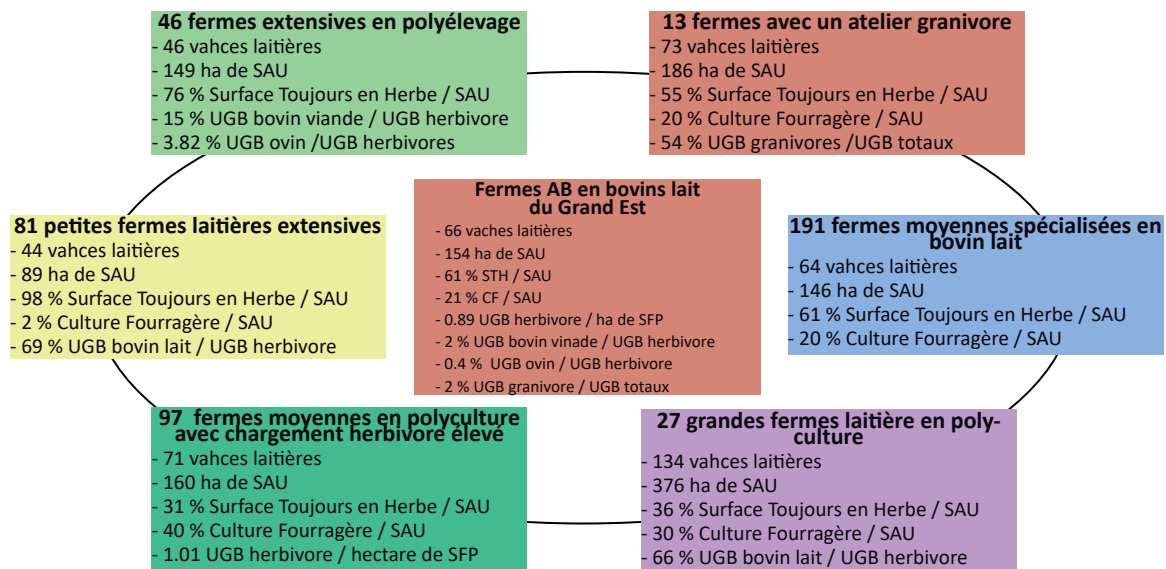 46 fermes extensives en polyélevage
- 46 vahces laitières
- 149 ha de SAU
- 76 % Surface Toujours en Herbe / SAU
- 15 % UGB bovin viande / UGB herbivore
- 3.82 % UGB ovin /UGB herbivores
13 fermes avec un atelier granivore
- 73 vahces laitières
- 186 ha de SAU
- 55 % Surface Toujours en Herbe / SAU
- 20 % Culture Fourragère / SAU
- 54 % UGB granivores /UGB totaux
81 petites fermes laitières extensives
- 44 vahces laitières
- 89 ha de SAU
- 98 % Surface Toujours en Herbe / SAU
- 2 % Culture Fourragère / SAU
- 69 % UGB bovin lait / UGB herbivore
Fermes AB en bovins lait
du Grand Est
- 66 vaches laitières
- 154 ha de SAU
- 61 % STH / SAU
- 21 % CF / SAU
- 0.89 UGB herbivore / ha de SFP
- 2 % UGB bovin vinade / UGB herbivore
- 0.4 % UGB ovin / UGB herbivore
- 2 % UGB granivore / UGB totaux
191 fermes moyennes spécialisées en
bovin lait
- 64 vahces laitières
- 146 ha de SAU
- 61 % Surface Toujours en Herbe / SAU
- 20 % Culture Fourragère / SAU
97 fermes moyennes en polyculture
avec chargement herbivore élevé
- 71 vahces laitières
- 160 ha de SAU
- 31 % Surface Toujours en Herbe / SAU
- 40 % Culture Fourragère / SAU
- 1.01 UGB herbivore / hectare de SFP
27 grandes fermes laitière en poly-
culture
- 134 vahces laitières
- 376 ha de SAU
- 36 % Surface Toujours en Herbe / SAU
- 30 % Culture Fourragère / SAU
- 66 % UGB bovin lait / UGB herbivore